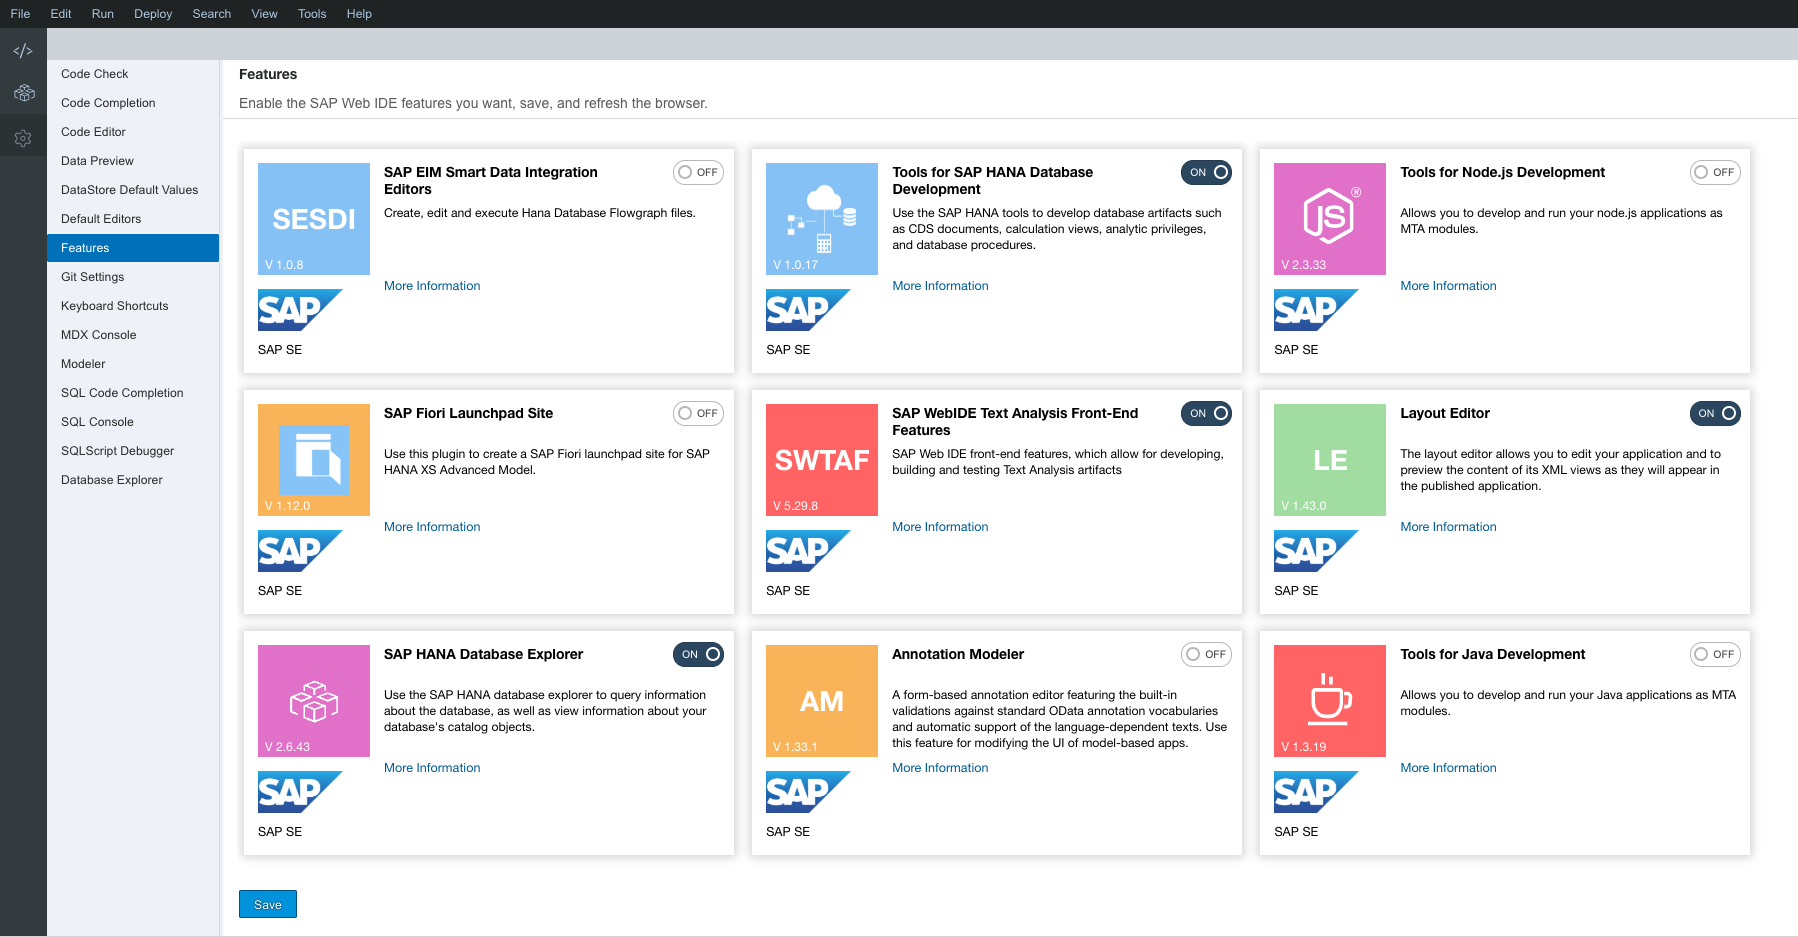 File Edit Run Deploy Search View Tools Help
Code Check
Code Completion
Code Editor
Data Preview
DataStore Default Values
Default Editors
Features
Git Settings
Keyboard Shortcuts
MDX Console
Modeler
SQL Code Completion
SQL Console
SQLScript Debugger
Database Explorer
Features
Enable the SAP Web IDE features you want, save, and refresh the browser.
SESDI
V 1.0.8
SAP
SAP SE
SAP EIM Smart Data Integration
Editors
OFF
Create, edit and execute Hana Database Flowgraph files.
More Information
V 1.0.17
SAP
SAP SE
Tools for SAP HANA Database
Development
ON
Use the SAP HANA tools to develop database artifacts such
as CDS documents, calculation views, analytic privileges,
and database procedures.
More Information
JS®
V 2.3.33
SAP
SAP SE
Tools for Node.js Development
OFF
Allows you to develop and run your node.js applications as
MTA modules.
More Information
V 1.12.0
SAP
SAP SE
SAP Fiori Launchpad Site
OFF
Use this plugin to create a SAP Fiori launchpad site for SAP
HANA XS Advanced Model.
More Information
SWTAF
V 5.29.8
SAP
SAP SE
SAP WebIDE Text Analysis Front-End
Features
ON
SAP Web IDE front-end features, which allow for developing,
building and testing Text Analysis artifacts
More Information
LE
V 1.43.0
SAP
SAP SE
Layout Editor
ON
The layout editor allows you to edit your application and to
preview the content of its XML views as they will appear in
the published application.
More Information
V 2.6.43
SAP
SAP SE
SAP HANA Database Explorer
ON
Use the SAP HANA database explorer to query information
about the database, as well as view information about your
database's catalog objects.
More Information
AM
V 1.33.1
SAP
SAP SE
Annotation Modeler
OFF
A form-based annotation editor featuring the built-in
validations against standard OData annotation vocabularies
and automatic support of the language-dependent texts. Use
this feature for modifying the UI of model-based apps.
More Information
V 1.3.19
SAP
SAP SE
Tools for Java Development
OFF
Allows you to develop and run your Java applications as MTA
modules.
More Information
Save